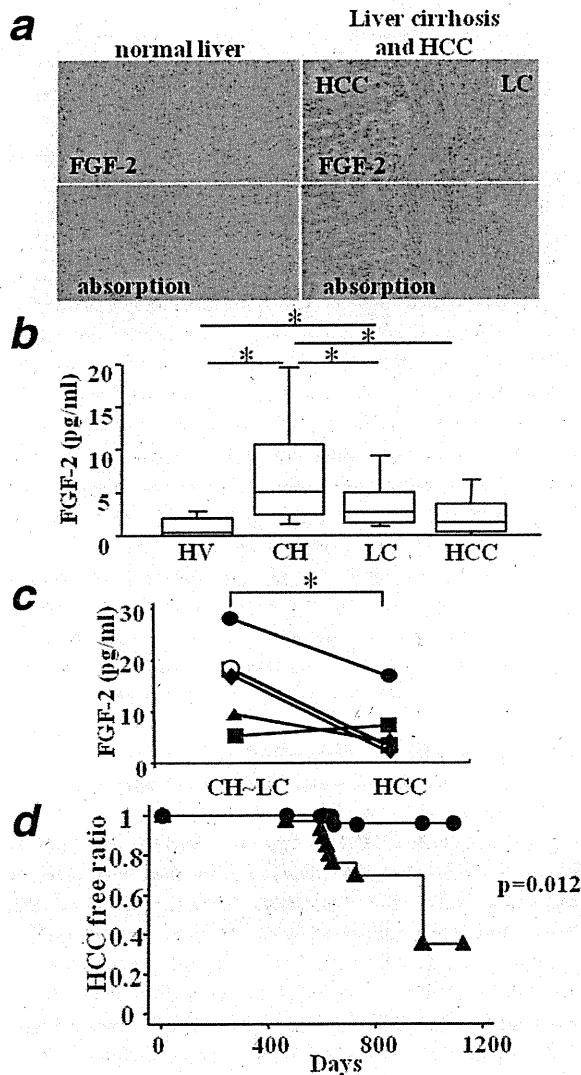 a
normal liver
Liver cirrhosis
and HCC
HCC
LC
FGF-2
FGF-2
absorption
absorption
b
* *
* *
FGF-2 (pg/ml)
20
15
10
5
0
HV CH LC HCC
c
*
FGF-2 (pg/ml)
30
20
10
0
CH~LC HCC
d
HCC free ratio
1
0.8
0.6
0.4
0.2
0
p=0.012
0 400 800 1200
Days